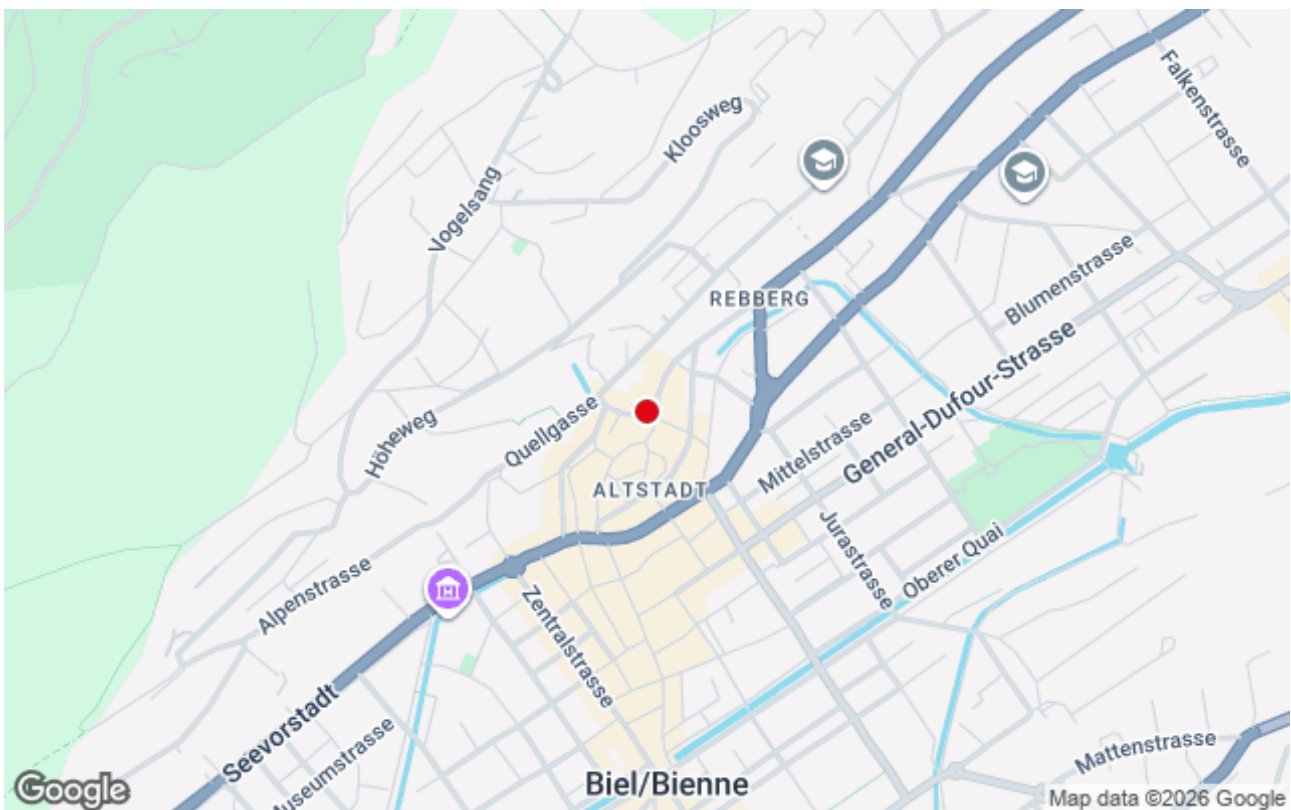 Falkenstrasse
Kloosweg
Vogelsang
REBBERG
Blumenstrasse
General-Dufour-Strasse
Höheweg
Quellgasse
Mittelstrasse
ALTSTADT
Jurastrasse
Oberer Quai
Alpenstrasse
Zentralstrasse
Seevorstadt
Museumstrasse
Mattenstrasse
Biel/Bienne
Google
Map data ©2026 Google